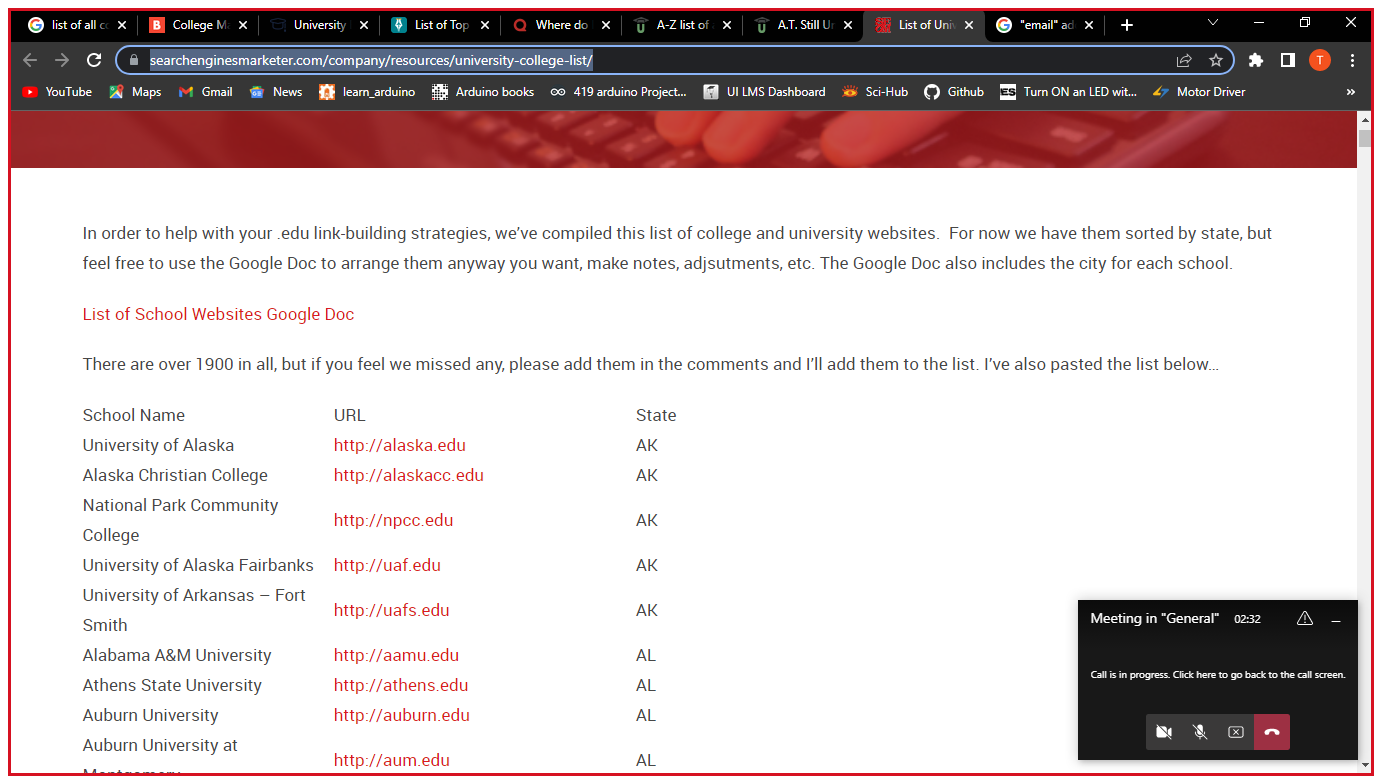 list of all c
College M
University
List of Top
Where do
A-Z list of
A.T. Still Ur
List of Univ
"email" ad
searchenginesmarketer.com/company/resources/university-college-list/
T
YouTube
Maps
Gmail
News
learn_arduino
Arduino books
419 arduino Project...
UI LMS Dashboard
Sci-Hub
Github
Turn ON an LED wit...
Motor Driver
In order to help with your .edu link-building strategies, we've compiled this list of college and university websites.  For now we have them sorted by state, but
feel free to use the Google Doc to arrange them anyway you want, make notes, adjsutments, etc. The Google Doc also includes the city for each school.
List of School Websites Google Doc
There are over 1900 in all, but if you feel we missed any, please add them in the comments and I'll add them to the list. I've also pasted the list below…
School Name URL State
University of Alaska http://alaska.edu AK
Alaska Christian College http://alaskacc.edu AK
National Park Community
College
http://npcc.edu AK
University of Alaska Fairbanks http://uaf.edu AK
University of Arkansas – Fort
Smith
http://uafs.edu AK
Alabama A&M University http://aamu.edu AL
Athens State University http://athens.edu AL
Auburn University http://auburn.edu AL
Auburn University at
Montgomery
http://aum.edu AL
Meeting in "General" 02:32
Call is in progress. Click here to go back to the call screen.